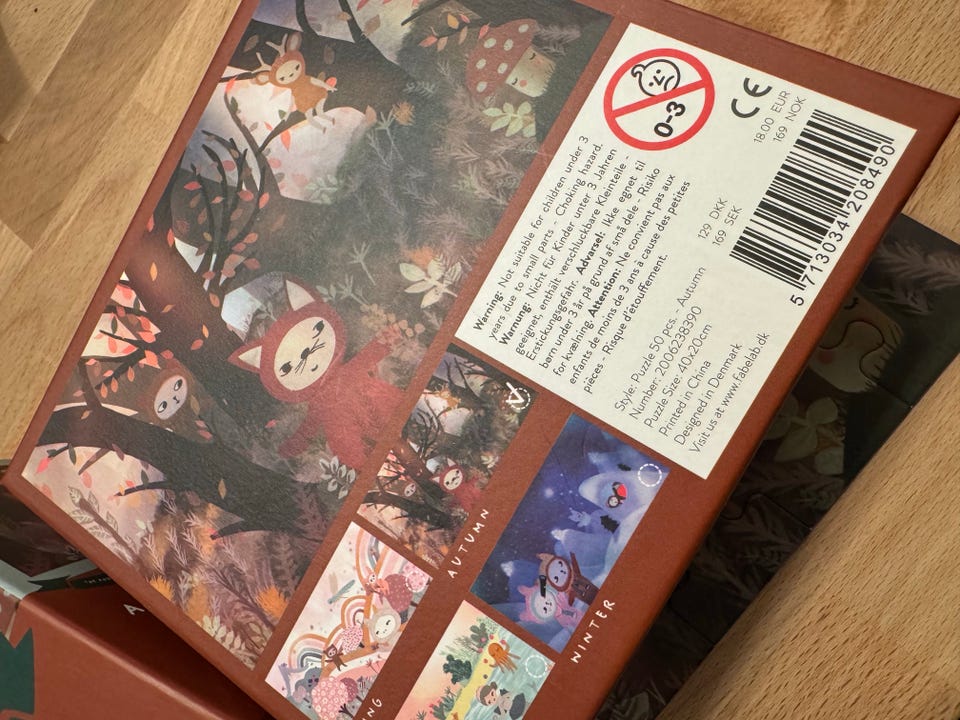 0-3
CE
18.00 EUR
169 NOK
129 DKK
169 SEK
Warning: Not suitable for children under 3
years due to small parts - Choking hazard.
Warnung: Nicht für Kinder unter 3 Jahren
geeignet, enthält verschluckbare Kleinteile -
Erstickungsgefahr. Advarsel: Ikke egnet til
børn under 3 år på grund af små dele - Risiko
for kvælning. Attention: Ne convient pas aux
enfants de moins de 3 ans à cause des petites
pièces - Risque d'étouffement.
5 713034 208490
Style: Puzzle 50 pcs. - Autumn
Number: 2006238390
Puzzle Size: 40x20cm
Printed in China
Designed in Denmark
Visit us at www.fabelab.dk
AUTUMN
WINTER